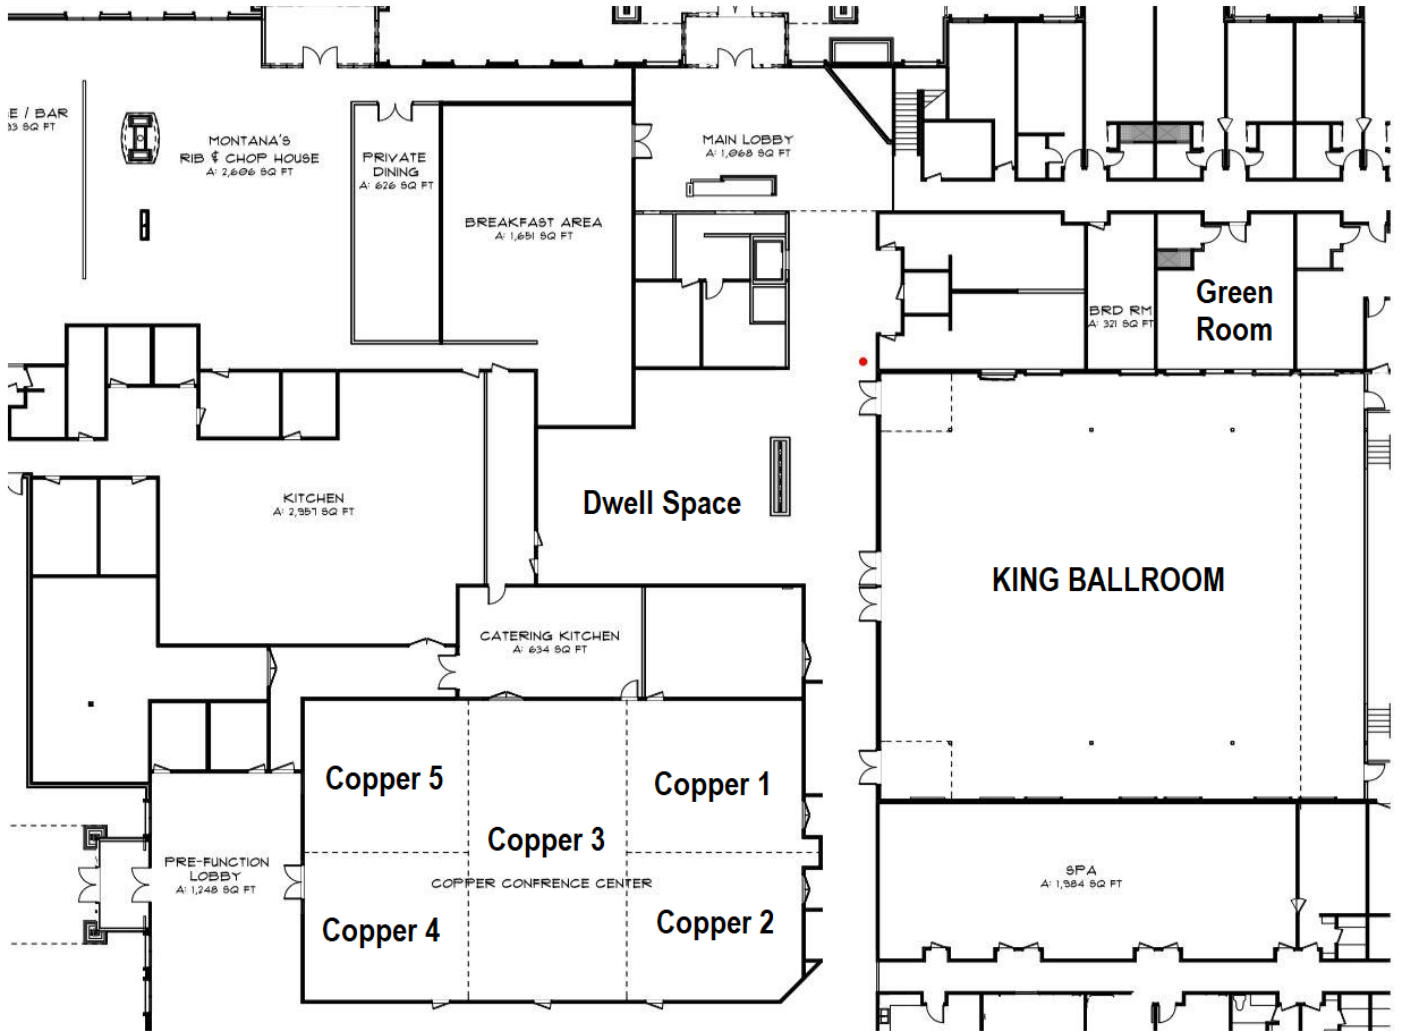 E / BAR
33 SQ FT
MONTANA'S
RIB & CHOP HOUSE
A: 2,606 SQ FT
PRIVATE
DINING
A: 626 SQ FT
BREAKFAST AREA
A: 1,651 SQ FT
MAIN LOBBY
A: 1,068 SQ FT
BRD RM
A: 321 SQ FT
Green
Room
KITCHEN
A: 2,957 SQ FT
Dwell Space
KING BALLROOM
CATERING KITCHEN
A: 634 SQ FT
Copper 5
Copper 1
Copper 3
PRE-FUNCTION
LOBBY
A: 1,248 SQ FT
COPPER CONFRENCE CENTER
Copper 4
Copper 2
SPA
A: 1,984 SQ FT